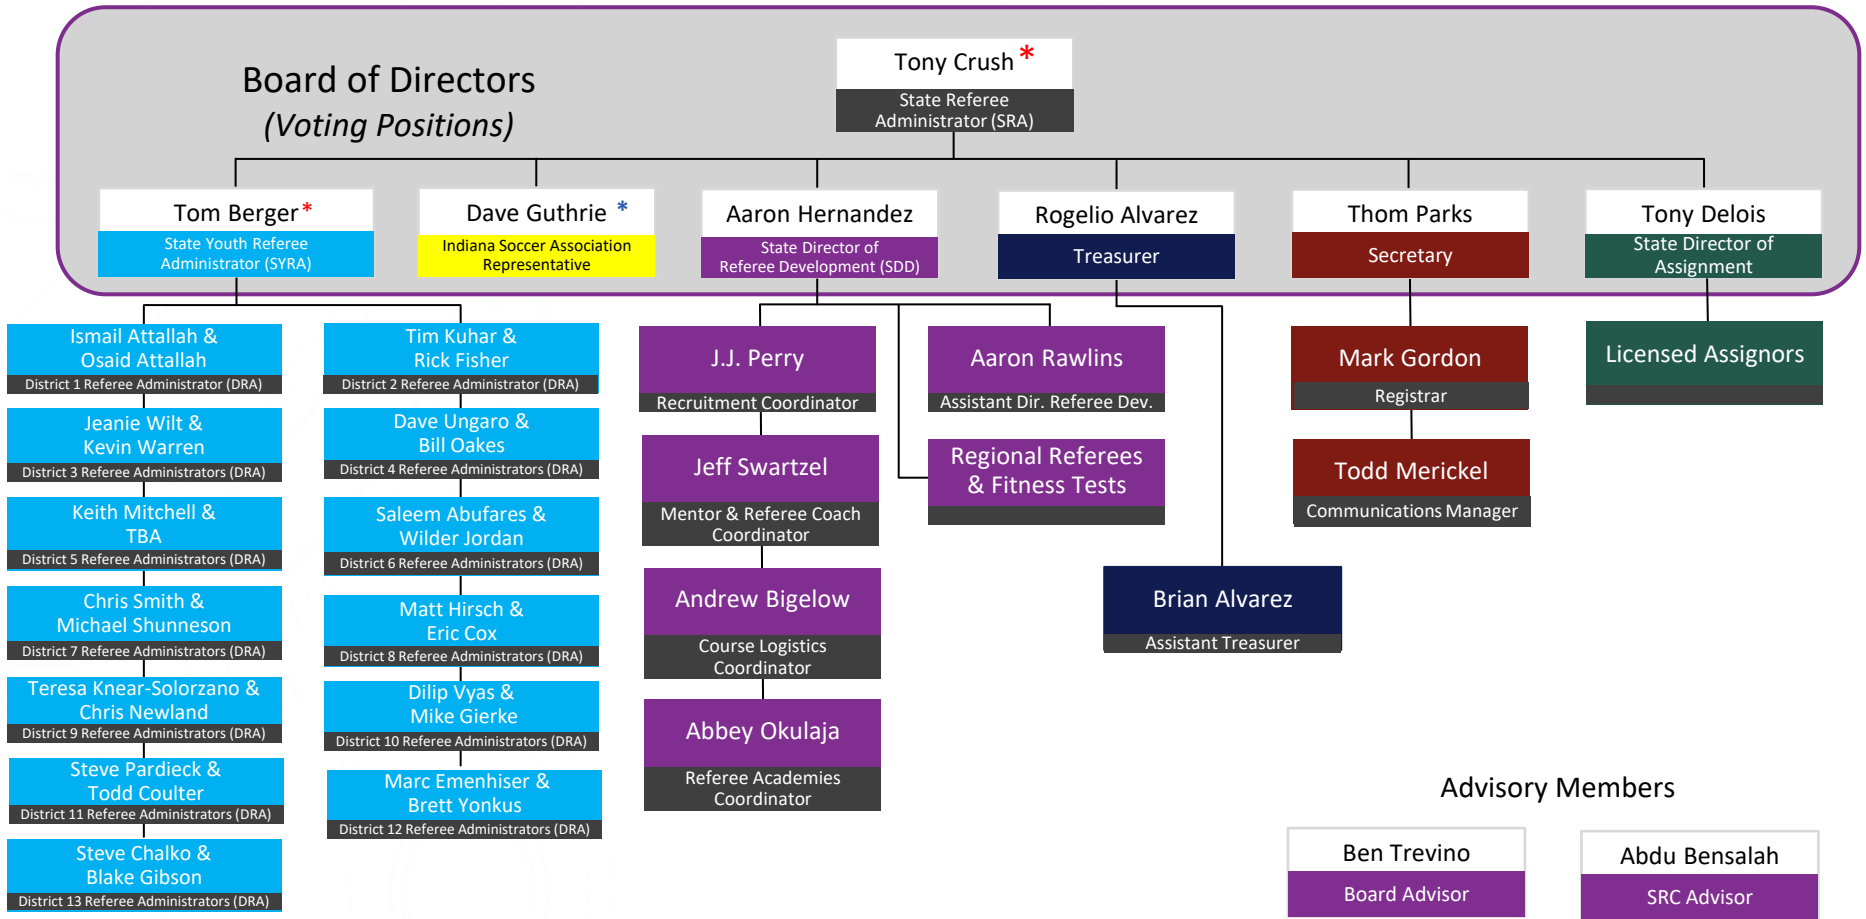 Board of Directors
(Voting Positions)
Tony Crush *
State Referee
Administrator (SRA)
Tom Berger *
State Youth Referee
Administrator (SYRA)
Dave Guthrie *
Indiana Soccer Association
Representative
Aaron Hernandez
State Director of
Referee Development (SDD)
Rogelio Alvarez
Treasurer
Thom Parks
Secretary
Tony Delois
State Director of
Assignment
Ismail Attallah &
Osaid Attallah
District 1 Referee Administrator (DRA)
Jeanie Wilt &
Kevin Warren
District 3 Referee Administrators (DRA)
Keith Mitchell &
TBA
District 5 Referee Administrators (DRA)
Chris Smith &
Michael Shunneson
District 7 Referee Administrators (DRA)
Teresa Knear-Solorzano &
Chris Newland
District 9 Referee Administrators (DRA)
Steve Pardieck &
Todd Coulter
District 11 Referee Administrators (DRA)
Steve Chalko &
Blake Gibson
District 13 Referee Administrators (DRA)
Tim Kuhar &
Rick Fisher
District 2 Referee Administrator (DRA)
Dave Ungaro &
Bill Oakes
District 4 Referee Administrators (DRA)
Saleem Abufares &
Wilder Jordan
District 6 Referee Administrators (DRA)
Matt Hirsch &
Eric Cox
District 8 Referee Administrators (DRA)
Dilip Vyas &
Mike Gierke
District 10 Referee Administrators (DRA)
Marc Emenhiser &
Brett Yonkus
District 12 Referee Administrators (DRA)
J.J. Perry
Recruitment Coordinator
Jeff Swartzel
Mentor & Referee Coach
Coordinator
Andrew Bigelow
Course Logistics
Coordinator
Abbey Okulaja
Referee Academies
Coordinator
Aaron Rawlins
Assistant Dir. Referee Dev.
Regional Referees
& Fitness Tests
Brian Alvarez
Assistant Treasurer
Mark Gordon
Registrar
Todd Merickel
Communications Manager
Licensed Assignors
Advisory Members
Ben Trevino
Board Advisor
Abdu Bensalah
SRC Advisor